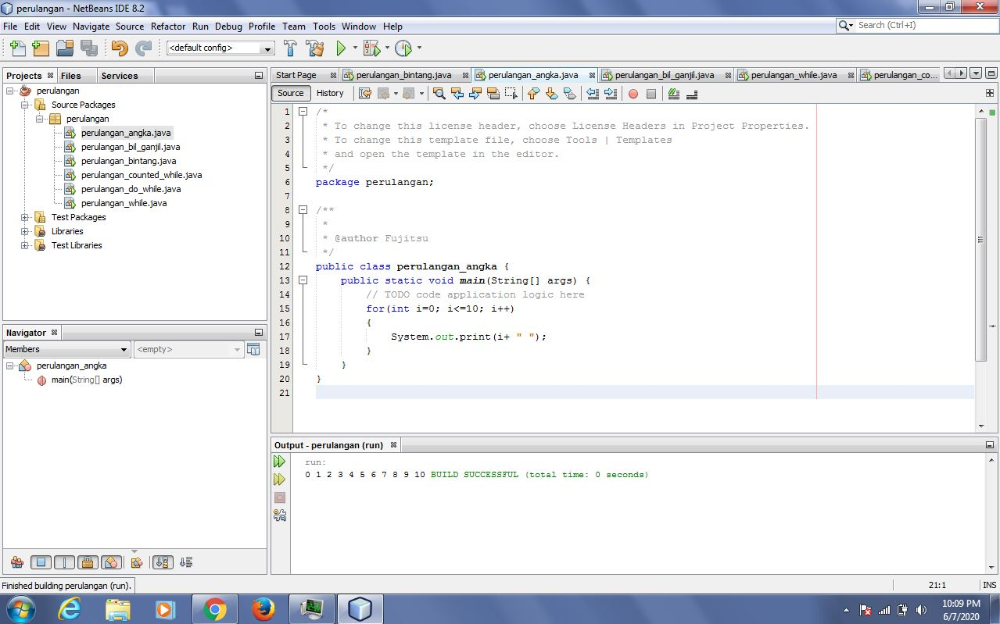 perulangan - NetBeans IDE 8.2
File Edit View Navigate Source Refactor Run Debug Profile Team Tools Window Help
Search (Ctrl+I)
<default config>
Projects Files Services
perulangan
Source Packages
perulangan
perulangan_angka.java
perulangan_bil_ganjil.java
perulangan_bintang.java
perulangan_counted_while.java
perulangan_do_while.java
perulangan_while.java
Test Packages
Libraries
Test Libraries
Navigator
Members <empty>
perulangan_angka
main(String[] args)
Start Page perulangan_bintang.java perulangan_angka.java perulangan_bil_ganjil.java perulangan_while.java perulangan_co...
Source History
1 /*
2 * To change this license header, choose License Headers in Project Properties.
3 * To change this template file, choose Tools | Templates
4 * and open the template in the editor.
5 */
6 package perulangan;
7
8 /**
9 *
10 * @author Fujitsu
11 */
12 public class perulangan_angka {
13 public static void main(String[] args) {
14 // TODO code application logic here
15 for(int i=0; i<=10; i++)
16 {
17 System.out.print(i+ " ");
18 }
19 }
20 }
21
Output - perulangan (run)
run:
0 1 2 3 4 5 6 7 8 9 10 BUILD SUCCESSFUL (total time: 0 seconds)
Finished building perulangan (run).
21:1 INS
10:09 PM
6/7/2020